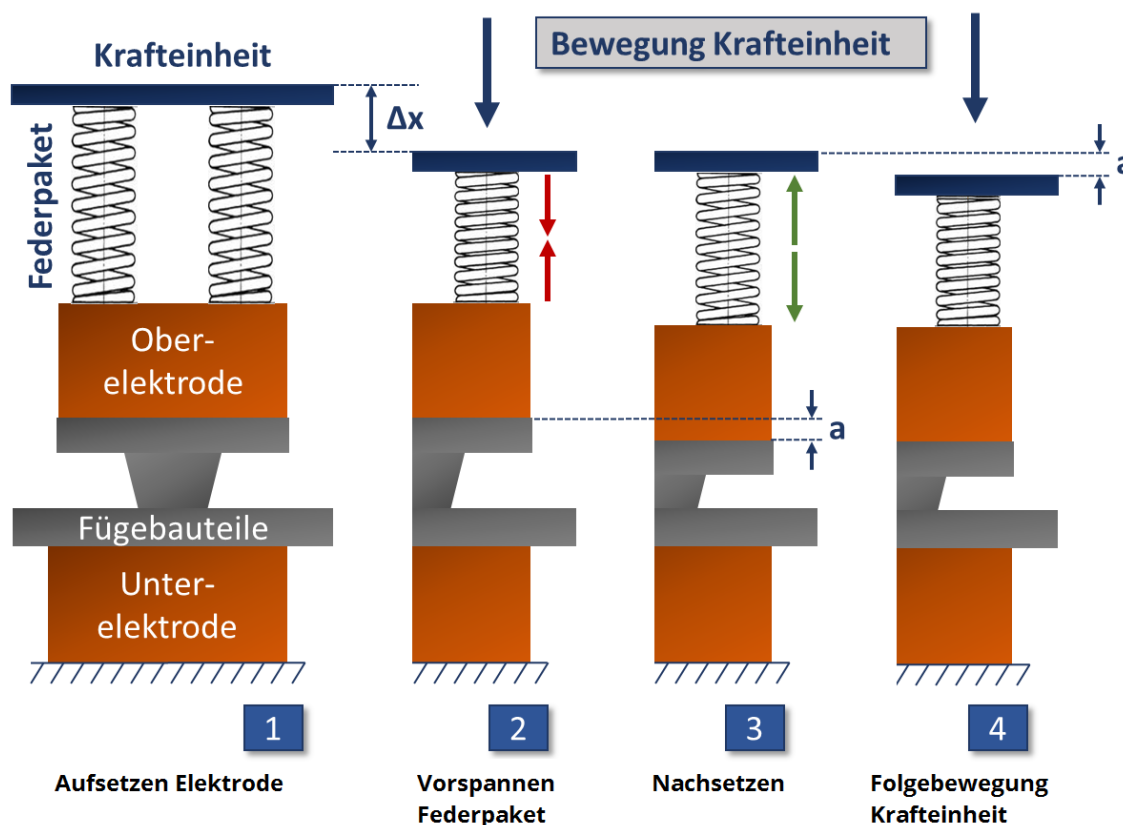 Krafteinheit
Bewegung Krafteinheit
Federpaket
Δx
a
Ober-
elektrode
a
Fügebauteile
Unter-
elektrode
1
2
3
4
Aufsetzen Elektrode
Vorspannen
Federpaket
Nachsetzen
Folgebewegung
Krafteinheit